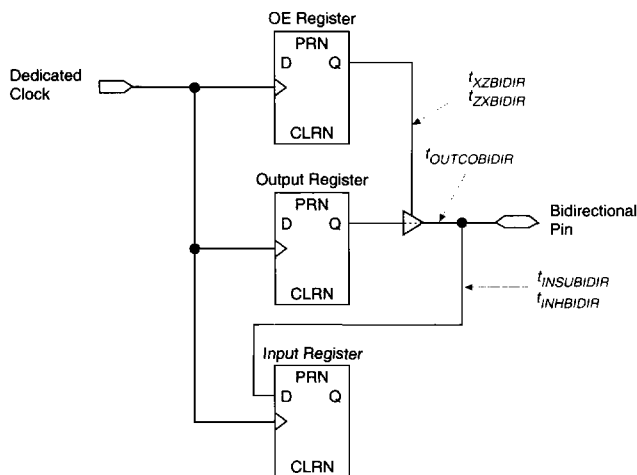 OE Register
PRN
D Q
CLRN
Dedicated
Clock
tXZBIDIR
tZXBIDIR
tOUTCOBIDIR
Output Register
PRN
D Q
CLRN
Bidirectional
Pin
tINSUBIDIR
tINHBIDIR
Input Register
PRN
D Q
CLRN